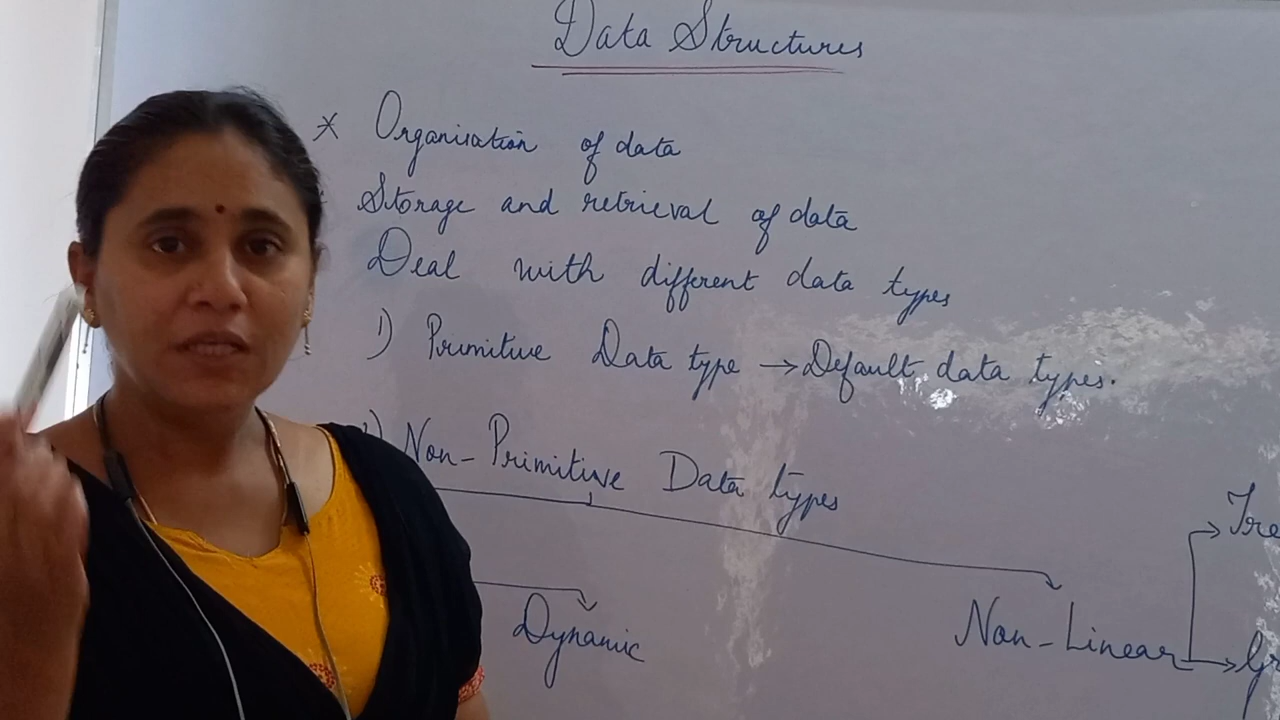 Data Structures
* Organisation of data
Storage and retrieval of data
Deal with different data types
1) Primitive Data type → Default data types.
Non-Primitive Data types
Dynamic
Non-Linear